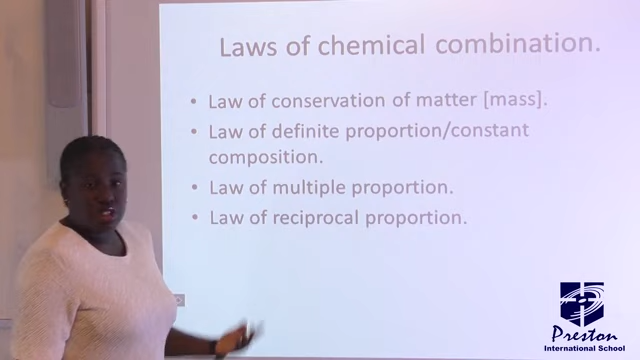 Laws of chemical combination.
• Law of conservation of matter [mass].
• Law of definite proportion/constant
composition.
• Law of multiple proportion.
• Law of reciprocal proportion.
Preston
International School